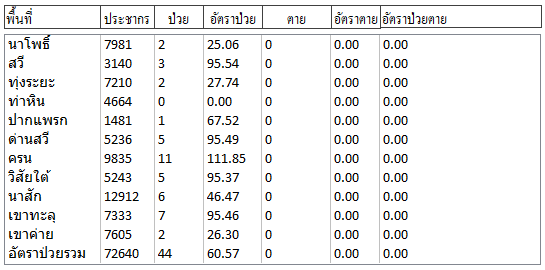 พื้นที่ ประชากร ป่วย อัตราป่วย ตาย อัตราตาย อัตราป่วยตาย
นาโพธิ์ 7981 2 25.06 0 0.00 0.00
สวี 3140 3 95.54 0 0.00 0.00
ทุ่งระยะ 7210 2 27.74 0 0.00 0.00
ท่าหิน 4664 0 0.00 0 0.00 0.00
ปากแพรก 1481 1 67.52 0 0.00 0.00
ด่านสวี 5236 5 95.49 0 0.00 0.00
ครน 9835 11 111.85 0 0.00 0.00
วิสัยใต้ 5243 5 95.37 0 0.00 0.00
นาสัก 12912 6 46.47 0 0.00 0.00
เขาทะลุ 7333 7 95.46 0 0.00 0.00
เขาค่าย 7605 2 26.30 0 0.00 0.00
อัตราป่วยรวม 72640 44 60.57 0 0.00 0.00